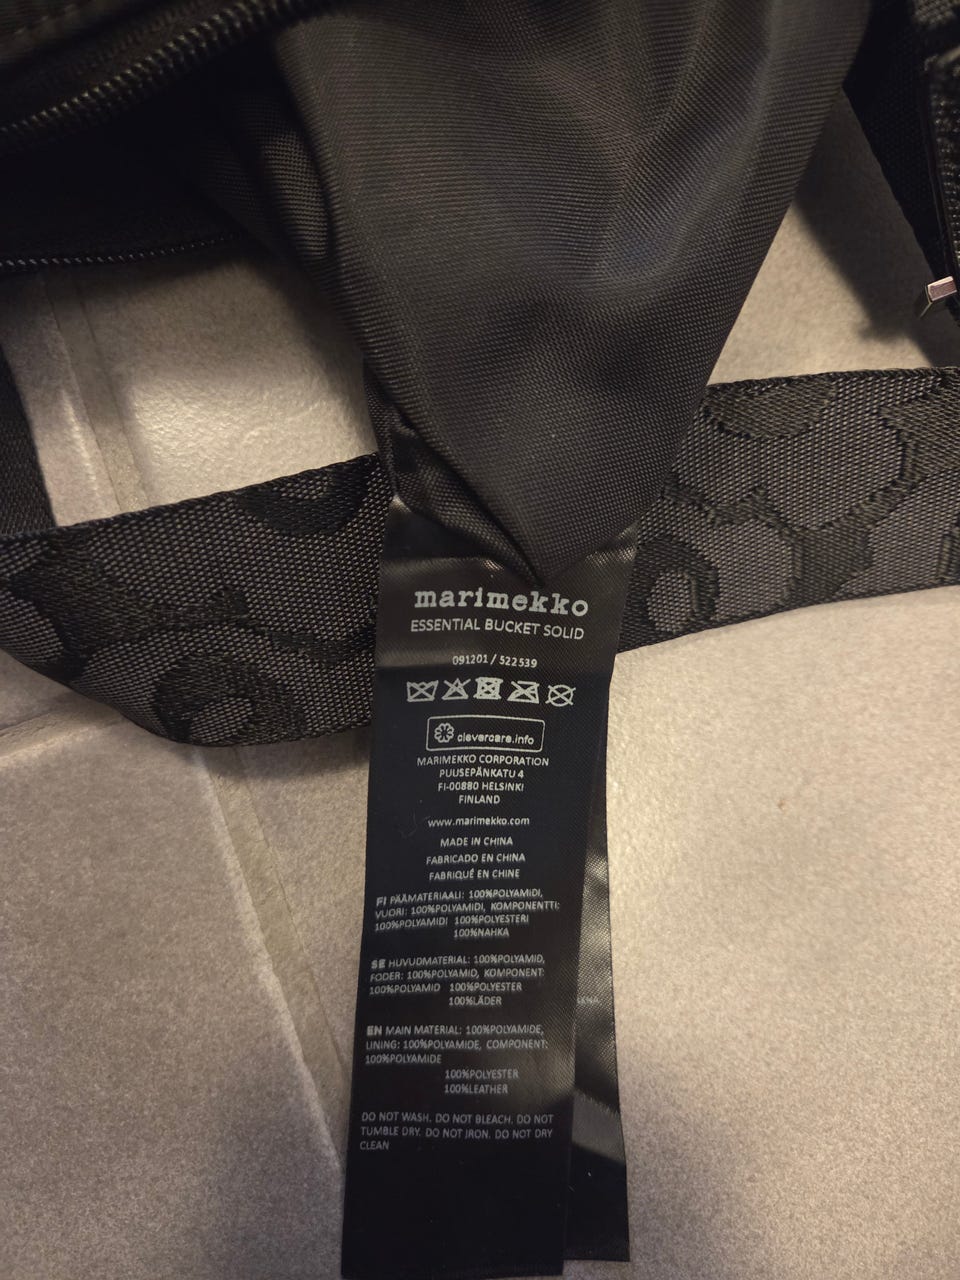 marimekko
ESSENTIAL BUCKET SOLID
091201 / 522539
clevercare.info
MARIMEKKO CORPORATION
PUUSEPÄNKATU 4
FI-00880 HELSINKI
FINLAND
www.marimekko.com
MADE IN CHINA
FABRICADO EN CHINA
FABRIQUÉ EN CHINE
FI PÄÄMATERIAALI: 100%POLYAMIDI,
VUORI: 100%POLYAMIDI, KOMPONENTTI:
100%POLYAMIDI 100%POLYESTERI
100%NAHKA
SE HUVUDMATERIAL: 100%POLYAMID,
FODER: 100%POLYAMID, KOMPONENT:
100%POLYAMID 100%POLYESTER
100%LÄDER
EN MAIN MATERIAL: 100%POLYAMIDE,
LINING: 100%POLYAMIDE, COMPONENT:
100%POLYAMIDE
100%POLYESTER
100%LEATHER
DO NOT WASH. DO NOT BLEACH. DO NOT
TUMBLE DRY. DO NOT IRON. DO NOT DRY
CLEAN